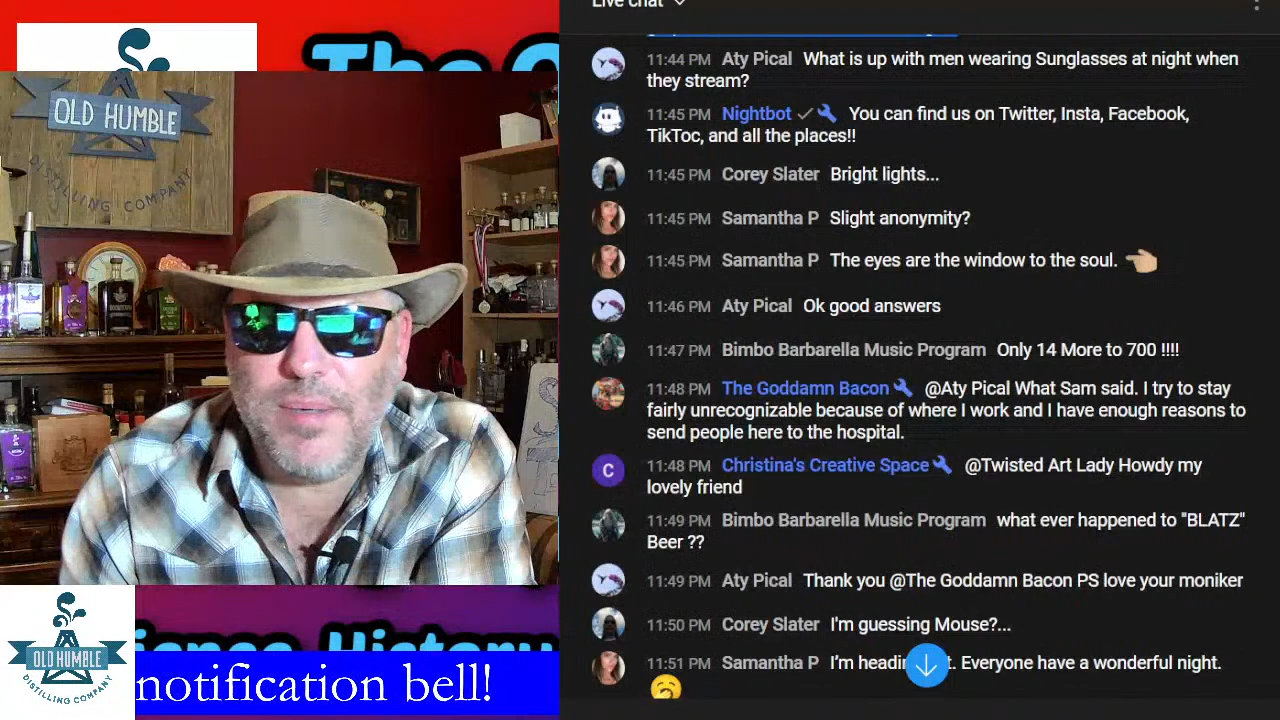 The
OLD HUMBLE
DISTILLING COMPANY
History
OLD HUMBLE
DISTILLING COMPANY
notification bell!
Live chat
11:44 PM Aty Pical What is up with men wearing Sunglasses at night when
they stream?
11:45 PM Nightbot You can find us on Twitter, Insta, Facebook,
TikToc, and all the places!!
11:45 PM Corey Slater Bright lights...
11:45 PM Samantha P Slight anonymity?
11:45 PM Samantha P The eyes are the window to the soul. 👈🏼
11:46 PM Aty Pical Ok good answers
11:47 PM Bimbo Barbarella Music Program Only 14 More to 700 !!!!
11:48 PM The Goddamn Bacon @Aty Pical What Sam said. I try to stay
fairly unrecognizable because of where I work and I have enough reasons to
send people here to the hospital.
C
11:48 PM Christina's Creative Space @Twisted Art Lady Howdy my
lovely friend
11:49 PM Bimbo Barbarella Music Program what ever happened to "BLATZ"
Beer ??
11:49 PM Aty Pical Thank you @The Goddamn Bacon PS love your moniker
11:50 PM Corey Slater I'm guessing Mouse?...
11:51 PM Samantha P I'm Everyone have a wonderful night.
🥱